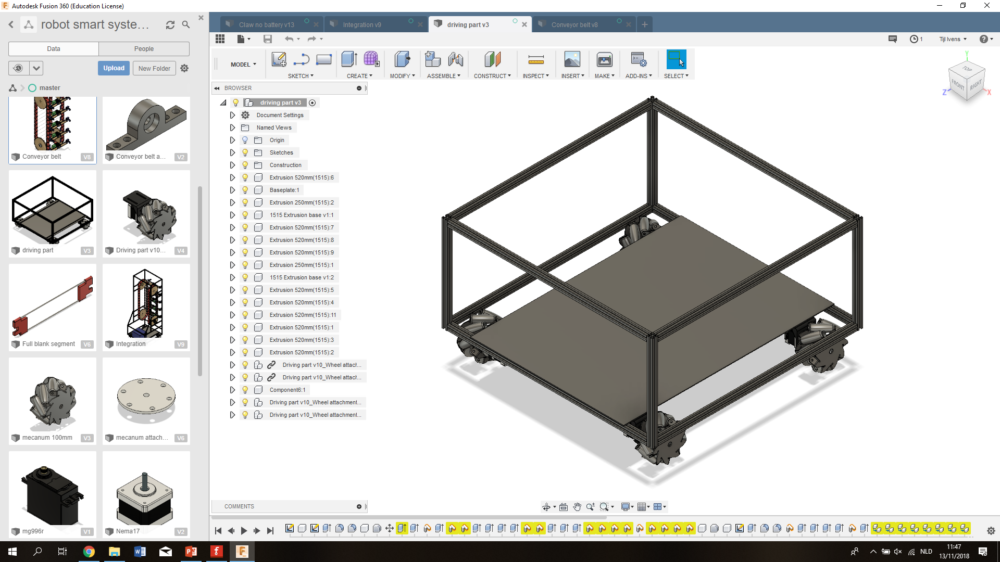 Autodesk Fusion 360 (Education License)
robot smart syste...
Data
People
Upload
New Folder
master
Conveyor belt
V8
Conveyor belt a...
V2
driving part
V3
Driving part v10...
V4
Full blank segment
V6
Integration
V9
mecanum 100mm
V3
mecanum attach...
V6
mg996r
V1
Nema17
V2
Claw no battery v13
Integration v9
driving part v3
Conveyor belt v8
1
Tijl Ivens
MODEL
SKETCH
CREATE
MODIFY
ASSEMBLE
CONSTRUCT
INSPECT
INSERT
MAKE
ADD-INS
SELECT
BROWSER
driving part v3
Document Settings
Named Views
Origin
Sketches
Construction
Extrusion 520mm(1515):6
Baseplate:1
Extrusion 250mm(1515):2
1515 Extrusion base v1:1
Extrusion 520mm(1515):7
Extrusion 520mm(1515):8
Extrusion 520mm(1515):9
Extrusion 250mm(1515):1
1515 Extrusion base v1:2
Extrusion 520mm(1515):5
Extrusion 520mm(1515):4
Extrusion 520mm(1515):11
Extrusion 520mm(1515):1
Extrusion 520mm(1515):3
Extrusion 520mm(1515):2
Driving part v10_Wheel attach...
Driving part v10_Wheel attach...
Component6:1
Driving part v10_Wheel attachment...
Driving part v10_Wheel attachment...
Y
TOP
FRONT
RIGHT
Z
X
COMMENTS
NLD
11:47
13/11/2018